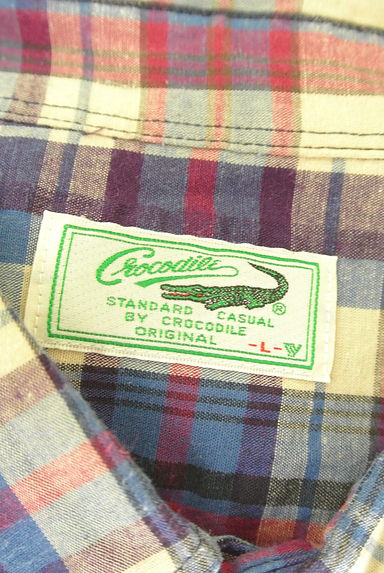 Crocodile ®
STANDARD CASUAL
BY CROCODILE
ORIGINAL
-L-